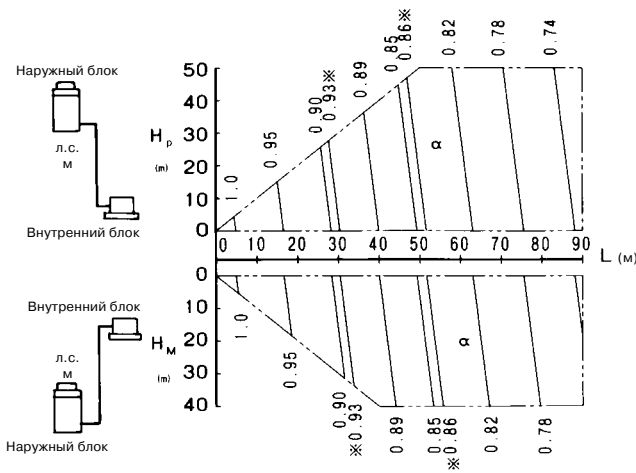 Наружный блок
л.с.
м
Внутренний блок
Hp
(m)
50
40
30
20
10
0
1.0
0.95
0.90
0.93※
0.89
0.85
0.86※
0.82
0.78
0.74
α
0 10 20 30 40 50 60 70 80 90
L (м)
Внутренний блок
л.с.
м
Наружный блок
HM
(m)
0
10
20
30
40
1.0
0.95
0.90
※0.93
0.89
0.85
※0.86
0.82
0.78
α